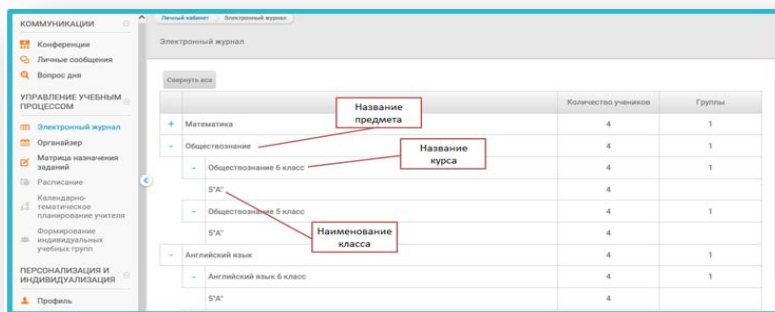 КОММУНИКАЦИИ
Конференции
Личные сообщения
Вопрос дня
УПРАВЛЕНИЕ УЧЕБНЫМ
ПРОЦЕССОМ
Электронный журнал
Органайзер
Матрица назначения
заданий
Расписание
Календарно-
тематическое
планирование учителя
Формирование
индивидуальных
учебных групп
ПЕРСОНАЛИЗАЦИЯ И
ИНДИВИДУАЛИЗАЦИЯ
Профиль
Личный кабинет Электронный журнал
Электронный журнал
Свернуть все
Количество учеников Группы
+ Математика 4 1
- Обществознание 4 1
- Обществознание 6 класс 4 1
5"А" 4
- Обществознание 5 класс 4 1
5"А" 4
- Английский язык 4 1
- Английский язык 6 класс 4 1
5"А" 4
Название
предмета
Название
курса
Наименование
класса